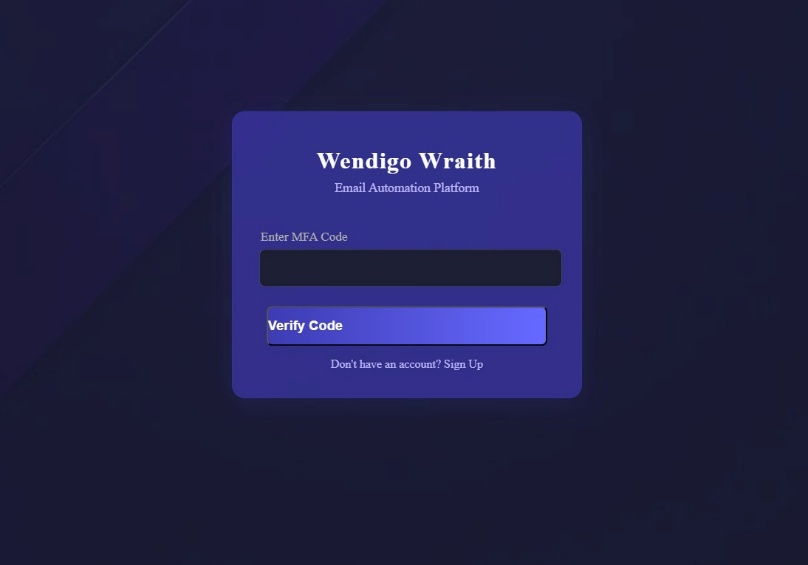 Wendigo Wraith
Email Automation Platform
Enter MFA Code
Verify Code
Don't have an account? Sign Up